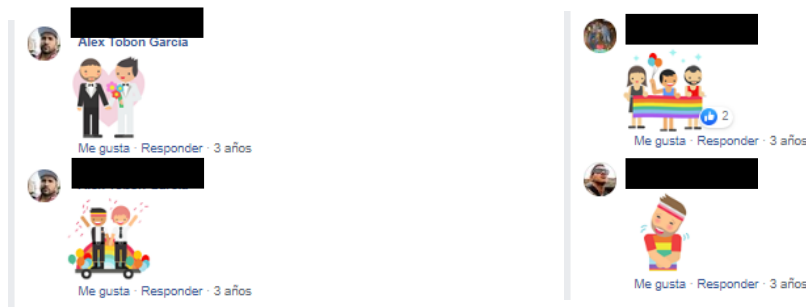 Alex Tobon Garcia
Me gusta · Responder · 3 años
Me gusta · Responder · 3 años
2
Me gusta · Responder · 3 años
Me gusta · Responder · 3 años